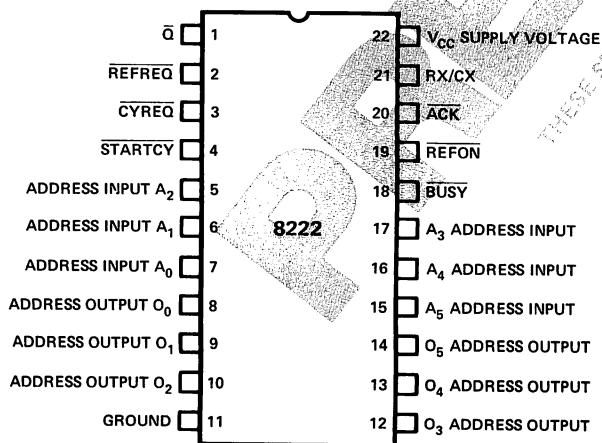 Q̅ 1 22 V_CC SUPPLY VOLTAGE
REFREQ 2 21 RX/CX
CYREQ 3 20 ACK
STARTCY 4 19 REFON
ADDRESS INPUT A₂ 5 18 BUSY
ADDRESS INPUT A₁ 6 8222 17 A₃ ADDRESS INPUT
ADDRESS INPUT A₀ 7 16 A₄ ADDRESS INPUT
ADDRESS OUTPUT O₀ 8 15 A₅ ADDRESS INPUT
ADDRESS OUTPUT O₁ 9 14 O₅ ADDRESS OUTPUT
ADDRESS OUTPUT O₂ 10 13 O₄ ADDRESS OUTPUT
GROUND 11 12 O₃ ADDRESS OUTPUT
THESE